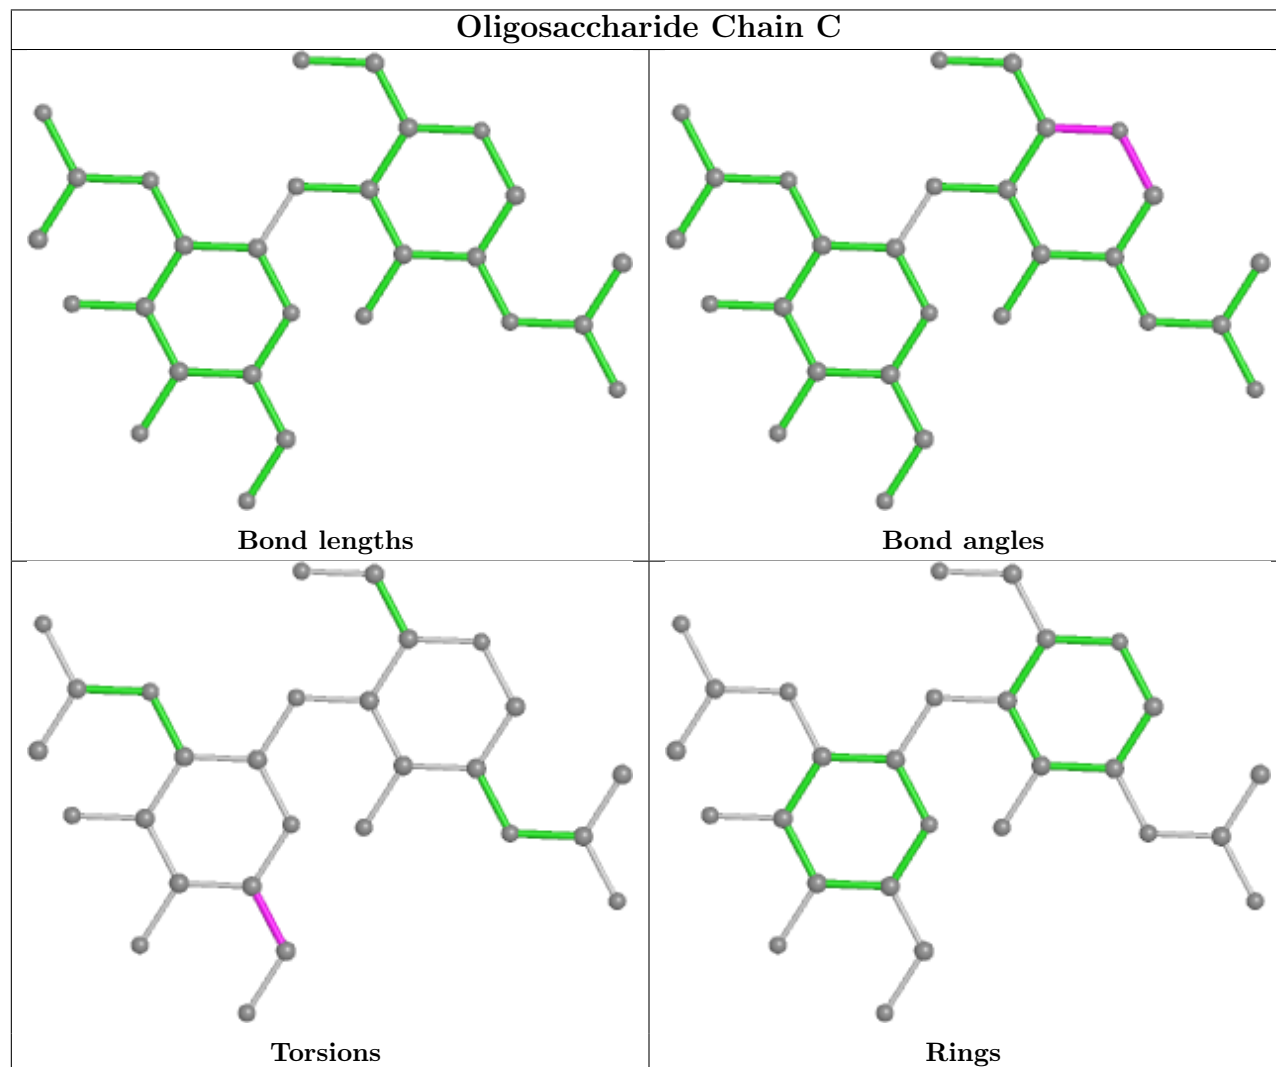 Oligosaccharide Chain C
Bond lengths
Bond angles
Torsions
Rings